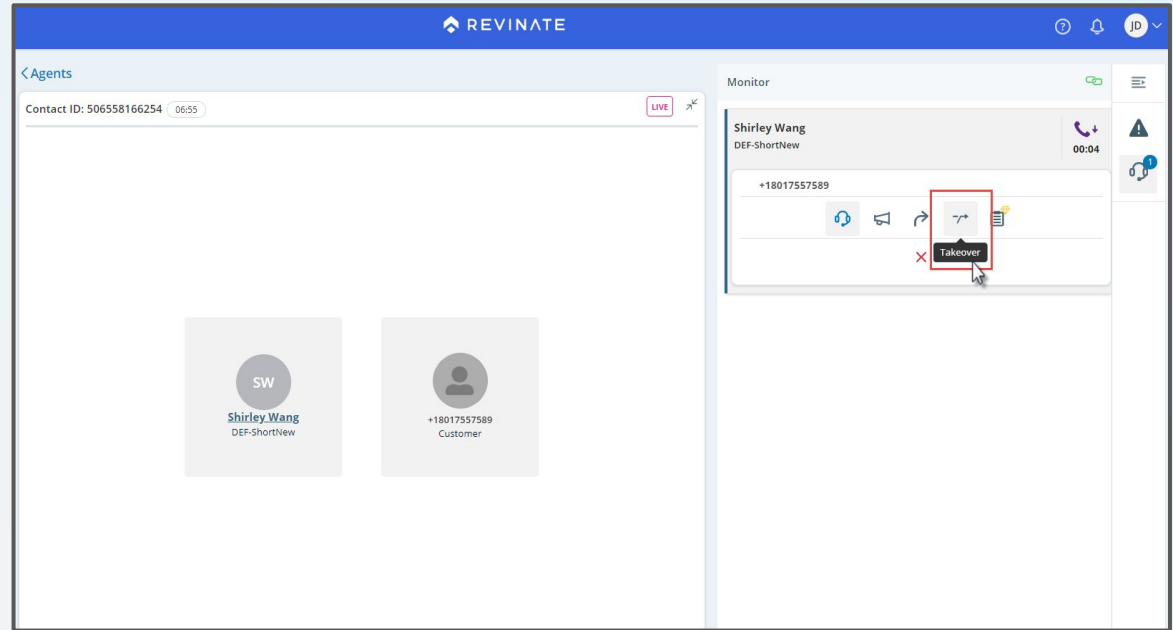 REVINATE
? JD
<Agents
Contact ID: 506558166254 06:55 LIVE
SW
Shirley Wang
DEF-ShortNew
+18017557589
Customer
Monitor
Shirley Wang
DEF-ShortNew
00:04
+18017557589
Takeover
1